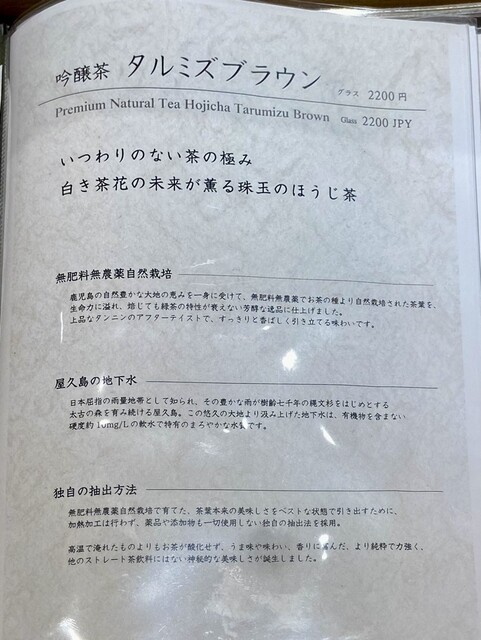 吟醸茶 タルミズブラウン グラス 2200円
Premium Natural Tea Hojicha Tarumizu Brown Glass 2200 JPY
いつわりのない茶の極み
白き茶花の未来が薫る珠玉のほうじ茶
無肥料無農薬自然栽培
鹿児島の自然豊かな大地の恵みを一身に受けて、無肥料無農薬でお茶の種より自然栽培された茶葉を、
生命力に溢れ、焙じても緑茶の特性が衰えない芳醇な逸品に仕上げました。
上品なタンニンのアフターテイストで、すっきりと香ばしく引き立てる味わいです。
屋久島の地下水
日本屈指の雨量地帯として知られ、その豊かな雨が樹齢七千年の縄文杉をはじめとする
太古の森を育み続ける屋久島。この悠久の大地より汲み上げた地下水は、有機物を含まない
硬度約10mg/Lの軟水で特有のまろやかな水質です。
独自の抽出方法
無肥料無農薬自然栽培で育てた、茶葉本来の美味しさをベストな状態で引き出すために、
加熱加工は行わず、薬品や添加物も一切使用しない独自の抽出法を採用。
高温で淹れたものよりもお茶が酸化せず、うま味や味わい、香りに富んだ、より純粋で力強く、
他のストレート茶飲料にはない神秘的な美味しさが誕生しました。